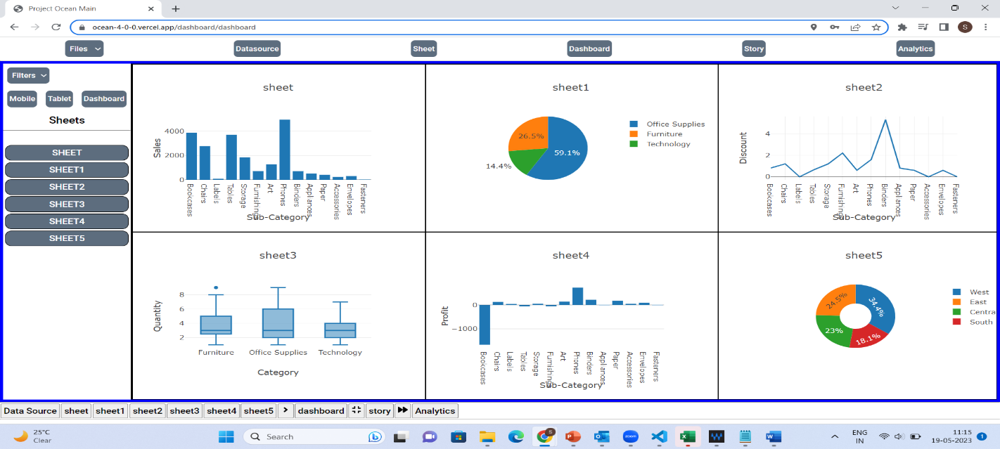 Project Ocean Main
ocean-4-0-0.vercel.app/dashboard/dashboard
S
Files
Datasource
Sheet
Dashboard
Story
Analytics
Filters
Mobile
Tablet
Dashboard
Sheets
SHEET
SHEET1
SHEET2
SHEET3
SHEET4
SHEET5
sheet
Sales
4000
2000
0
Bookcases
Chairs
Labels
Tables
Storage
Furnishings
Art
Phones
Binders
Appliances
Paper
Accessories
Envelopes
Fasteners
Sub-Category
sheet1
26.5%
59.1%
14.4%
Office Supplies
Furniture
Technology
sheet2
Discount
4
2
0
Bookcases
Chairs
Labels
Tables
Storage
Furnishings
Art
Phones
Binders
Appliances
Paper
Accessories
Envelopes
Fasteners
Sub-Category
sheet3
Quantity
8
6
4
2
Furniture
Office Supplies
Technology
Category
sheet4
Profit
0
−1000
Bookcases
Chairs
Labels
Tables
Storage
Furnishings
Art
Phones
Binders
Appliances
Paper
Accessories
Envelopes
Fasteners
Sub-Category
sheet5
24.5%
34.4%
23%
18.1%
West
East
Centra
South
Data Source
sheet
sheet1
sheet2
sheet3
sheet4
sheet5
dashboard
story
Analytics
25°C
Clear
Search
zoom
ENG
IN
11:15
19-05-2023
1